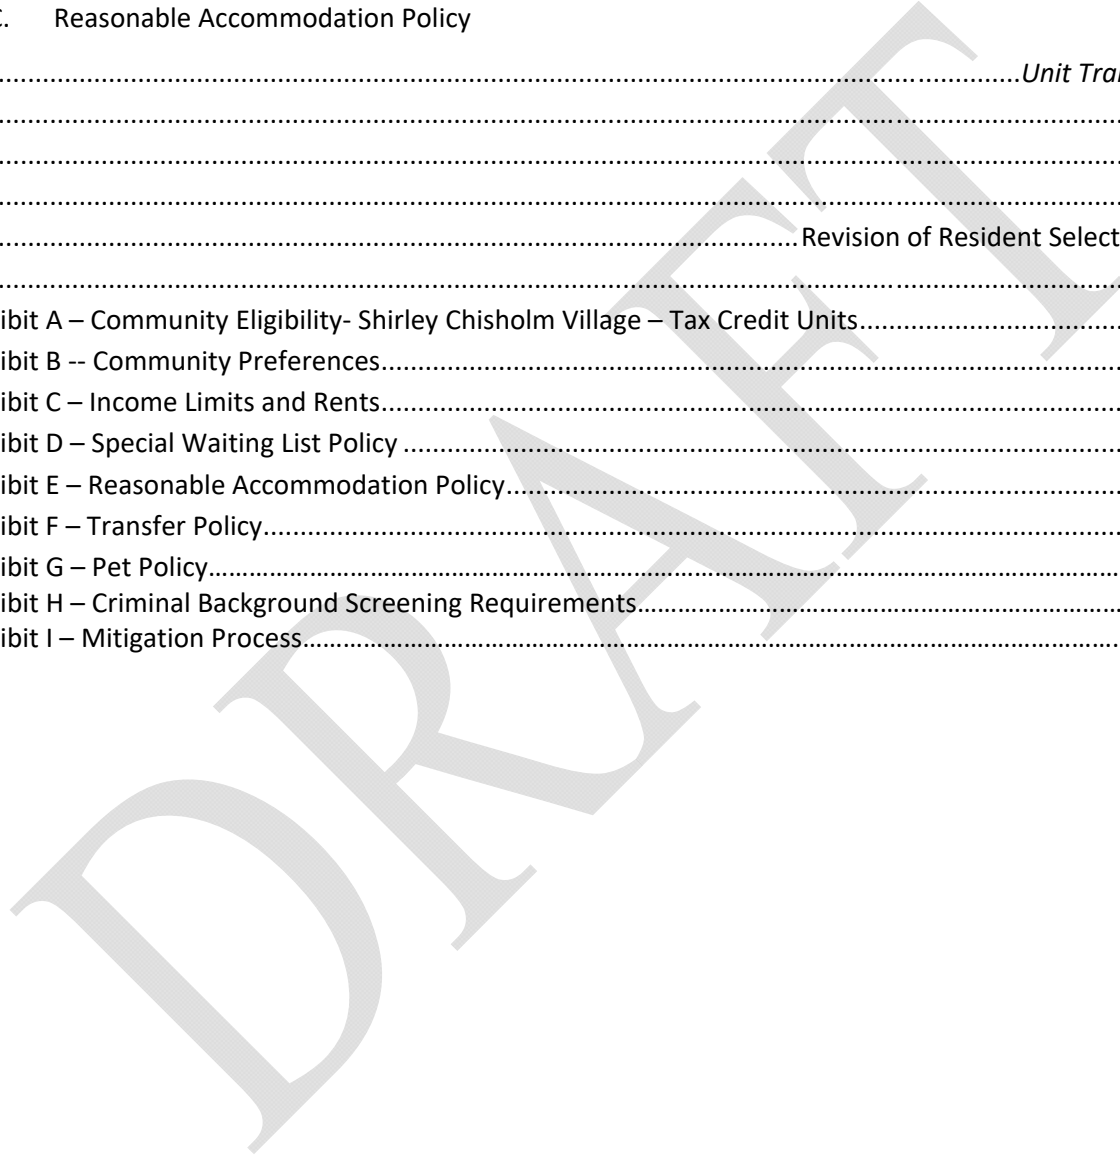 C. Reasonable Accommodation Policy
........Unit Tra
........
........
........
........Revision of Resident Select
........
ibit A – Community Eligibility- Shirley Chisholm Village – Tax Credit Units........
ibit B -- Community Preferences........
ibit C – Income Limits and Rents........
ibit D – Special Waiting List Policy ........
ibit E – Reasonable Accommodation Policy........
ibit F – Transfer Policy........
ibit G – Pet Policy........
ibit H – Criminal Background Screening Requirements........
ibit I – Mitigation Process........
DRAFT